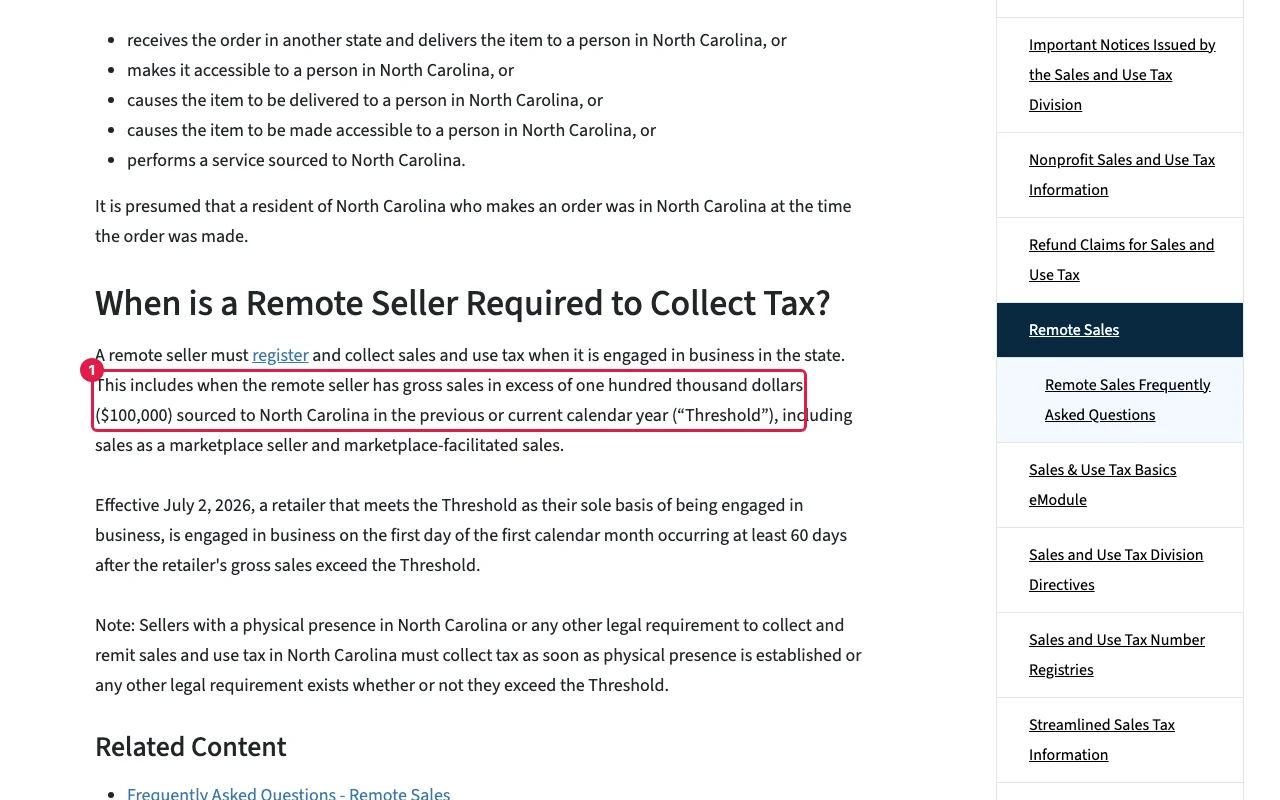 receives the order in another state and delivers the item to a person in North Carolina, or
makes it accessible to a person in North Carolina, or
causes the item to be delivered to a person in North Carolina, or
causes the item to be made accessible to a person in North Carolina, or
performs a service sourced to North Carolina.
It is presumed that a resident of North Carolina who makes an order was in North Carolina at the time
the order was made.
When is a Remote Seller Required to Collect Tax?
A remote seller must register and collect sales and use tax when it is engaged in business in the state.
1
This includes when the remote seller has gross sales in excess of one hundred thousand dollars
($100,000) sourced to North Carolina in the previous or current calendar year (“Threshold”), including
sales as a marketplace seller and marketplace-facilitated sales.
Effective July 2, 2026, a retailer that meets the Threshold as their sole basis of being engaged in
business, is engaged in business on the first day of the first calendar month occurring at least 60 days
after the retailer's gross sales exceed the Threshold.
Note: Sellers with a physical presence in North Carolina or any other legal requirement to collect and
remit sales and use tax in North Carolina must collect tax as soon as physical presence is established or
any other legal requirement exists whether or not they exceed the Threshold.
Related Content
Frequently Asked Questions - Remote Sales
Important Notices Issued by
the Sales and Use Tax
Division
Nonprofit Sales and Use Tax
Information
Refund Claims for Sales and
Use Tax
Remote Sales
Remote Sales Frequently
Asked Questions
Sales & Use Tax Basics
eModule
Sales and Use Tax Division
Directives
Sales and Use Tax Number
Registries
Streamlined Sales Tax
Information